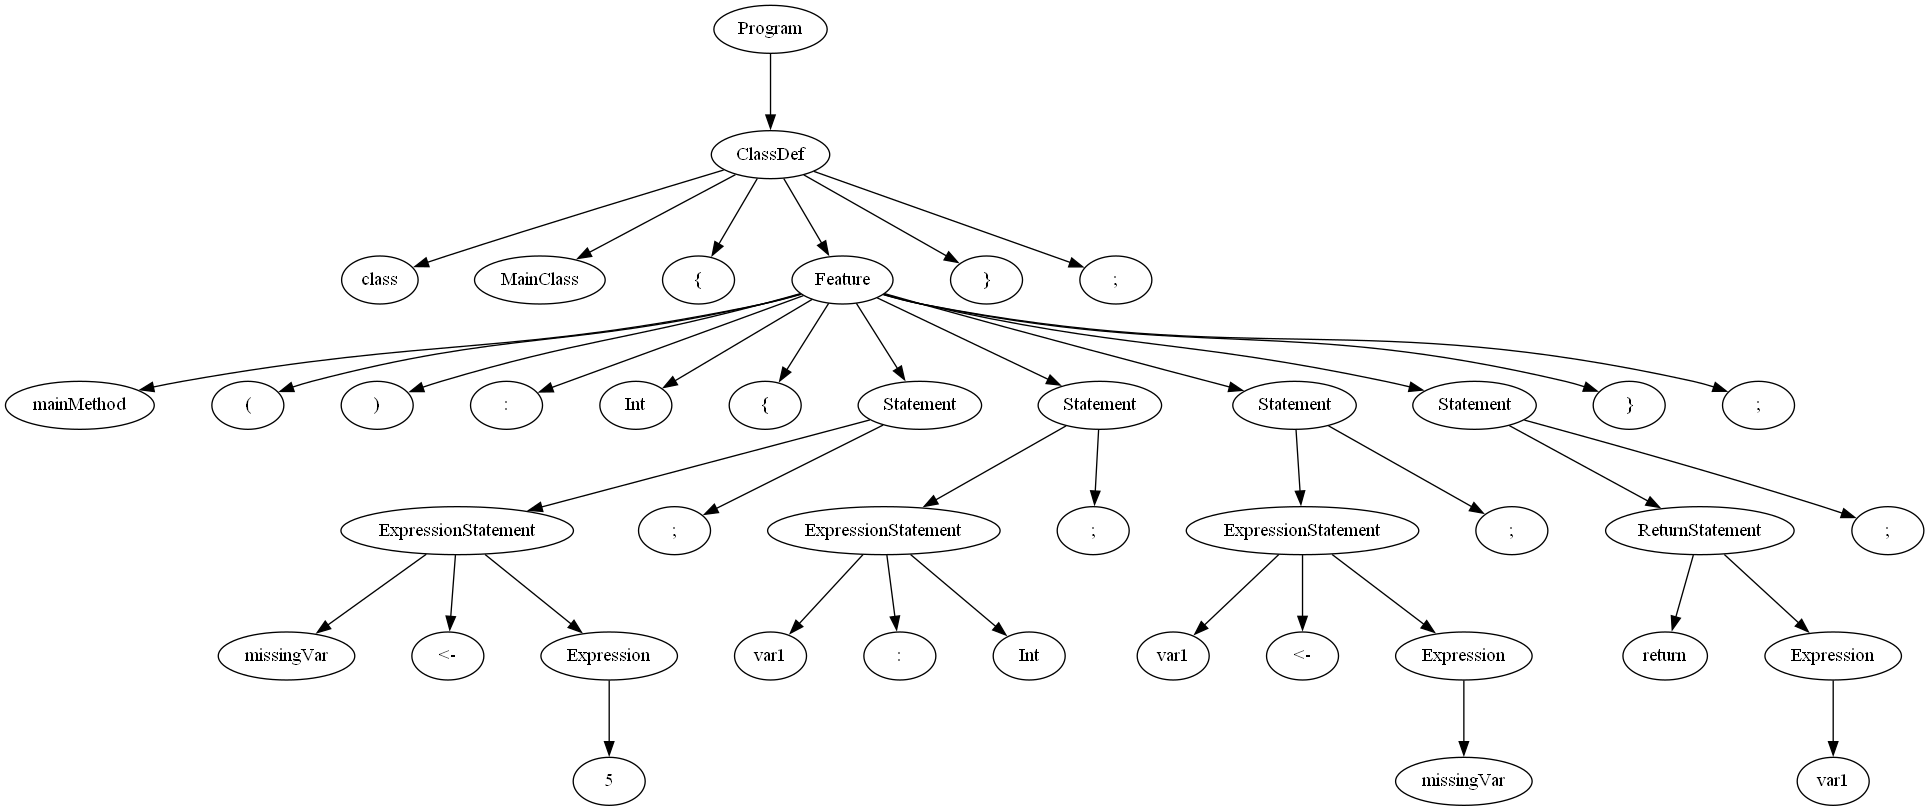 Program
ClassDef
class MainClass { Feature } ;
mainMethod ( ) : Int { Statement Statement Statement Statement } ;
ExpressionStatement ; ExpressionStatement ; ExpressionStatement ; ReturnStatement ;
missingVar <- Expression var1 : Int var1 <- Expression return Expression
5 missingVar var1